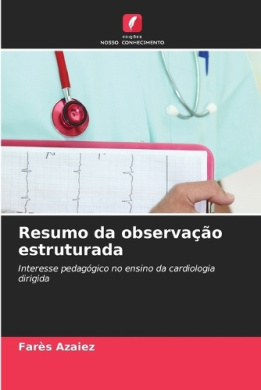 edições
NOSSO CONHECIMENTO
Resumo da observação
estruturada
Interesse pedagógico no ensino da cardiologia
dirigida
Farès Azaiez